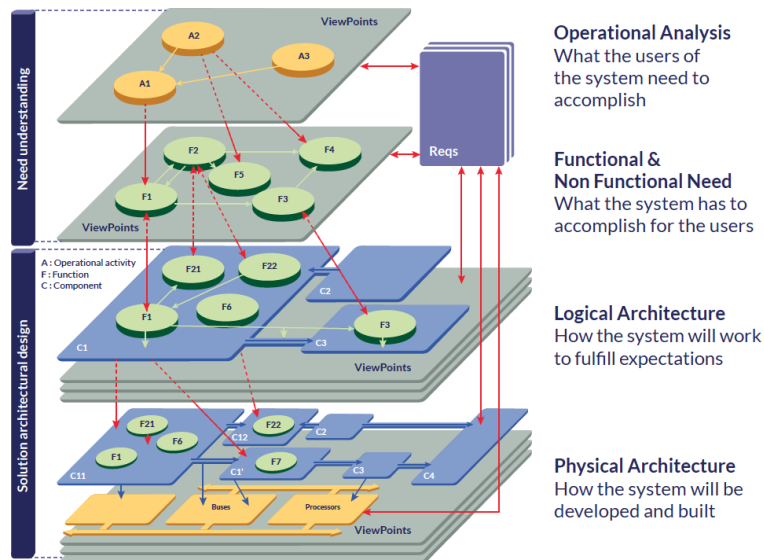 Need understanding
ViewPoints
A2
A3
A1
Reqs
Operational Analysis
What the users of
the system need to
accomplish
F2
F4
F5
F1
F3
ViewPoints
Functional &
Non Functional Need
What the system has to
accomplish for the users
Solution architectural design
A : Operational activity
F : Function
C : Component
F21
F22
C2
F6
F1
F3
C1
C3
ViewPoints
Logical Architecture
How the system will work
to fulfill expectations
F21
F22
C2
F6
C12
F1
F7
C11
C1'
C3
C4
Buses
Processors
ViewPoints
Physical Architecture
How the system will be
developed and built